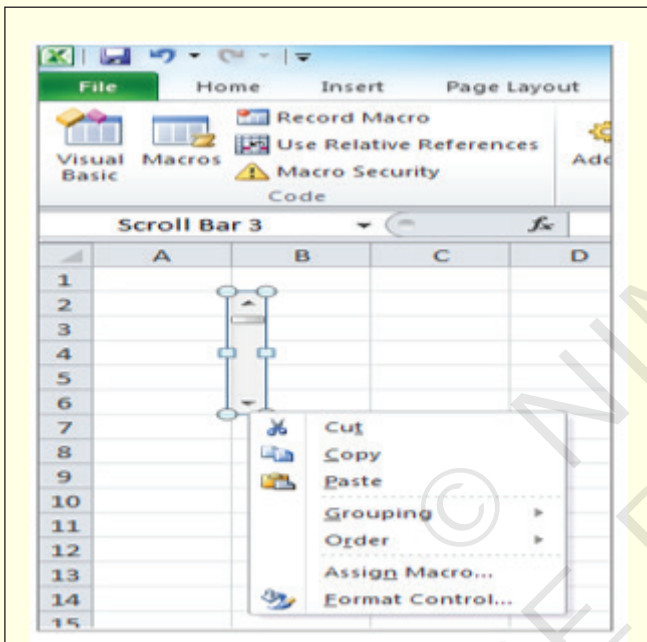 File Home Insert Page Layout
Visual Basic
Macros
Record Macro
Use Relative References
Macro Security
Code
Scroll Bar 3 fx
A B C D
1
2
3
4
5
6
7
8
9
10
11
12
13
14
15
Cut
Copy
Paste
Grouping
Order
Assign Macro...
Format Control...
©